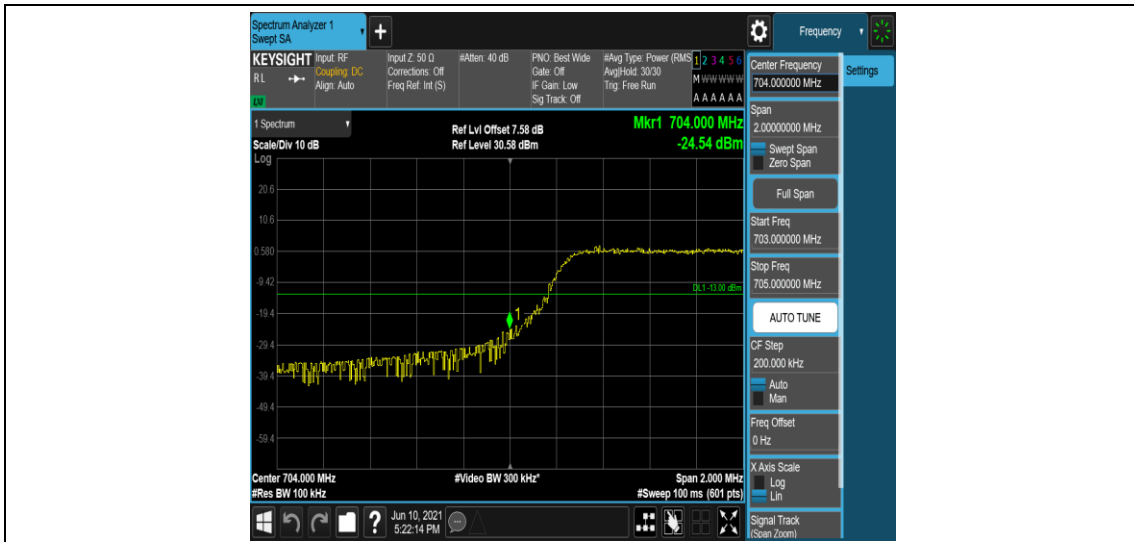 Spectrum Analyzer 1
Swept SA
+
Frequency
KEYSIGHT
RL
LXI
Input: RF
Coupling: DC
Align: Auto
Input Z: 50 Ω
Corrections: Off
Freq Ref: Int (S)
#Atten: 40 dB
PNO: Best Wide
Gate: Off
IF Gain: Low
Sig Track: Off
#Avg Type: Power (RMS
Avg|Hold: 30/30
Trig: Free Run
1 2 3 4 5 6
M W W W W W
A A A A A A
1 Spectrum
Scale/Div 10 dB
Log
Ref Lvl Offset 7.58 dB
Ref Level 30.58 dBm
Mkr1 704.000 MHz
-24.54 dBm
20.6
10.6
0.580
-9.42
DL1 -13.00 dBm
-19.4
1
-29.4
-39.4
-49.4
-59.4
Center 704.000 MHz
#Res BW 100 kHz
#Video BW 300 kHz*
Span 2.000 MHz
#Sweep 100 ms (601 pts)
Center Frequency
704.000000 MHz
Settings
Span
2.00000000 MHz
Swept Span
Zero Span
Full Span
Start Freq
703.000000 MHz
Stop Freq
705.000000 MHz
AUTO TUNE
CF Step
200.000 kHz
Auto
Man
Freq Offset
0 Hz
X Axis Scale
Log
Lin
Signal Track
(Span Zoom)
?
Jun 10, 2021
5:22:14 PM